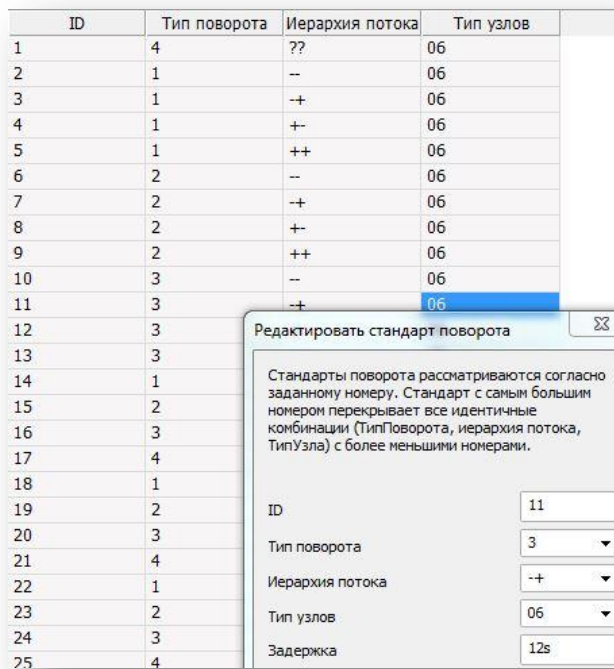 ID Тип поворота Иерархия потока Тип узлов
1 4 ?? 06
2 1 -- 06
3 1 -+ 06
4 1 +- 06
5 1 ++ 06
6 2 -- 06
7 2 -+ 06
8 2 +- 06
9 2 ++ 06
10 3 -- 06
11 3 -+ 06
12 3
13 3
14 1
15 2
16 3
17 4
18 1
19 2
20 3
21 4
22 1
23 2
24 3
25 4
Редактировать стандарт поворота
Стандарты поворота рассматриваются согласно
заданному номеру. Стандарт с самым большим
номером перекрывает все идентичные
комбинации (ТипПоворота, иерархия потока,
ТипУзла) с более меньшими номерами.
ID 11
Тип поворота 3
Иерархия потока -+
Тип узлов 06
Задержка 12s